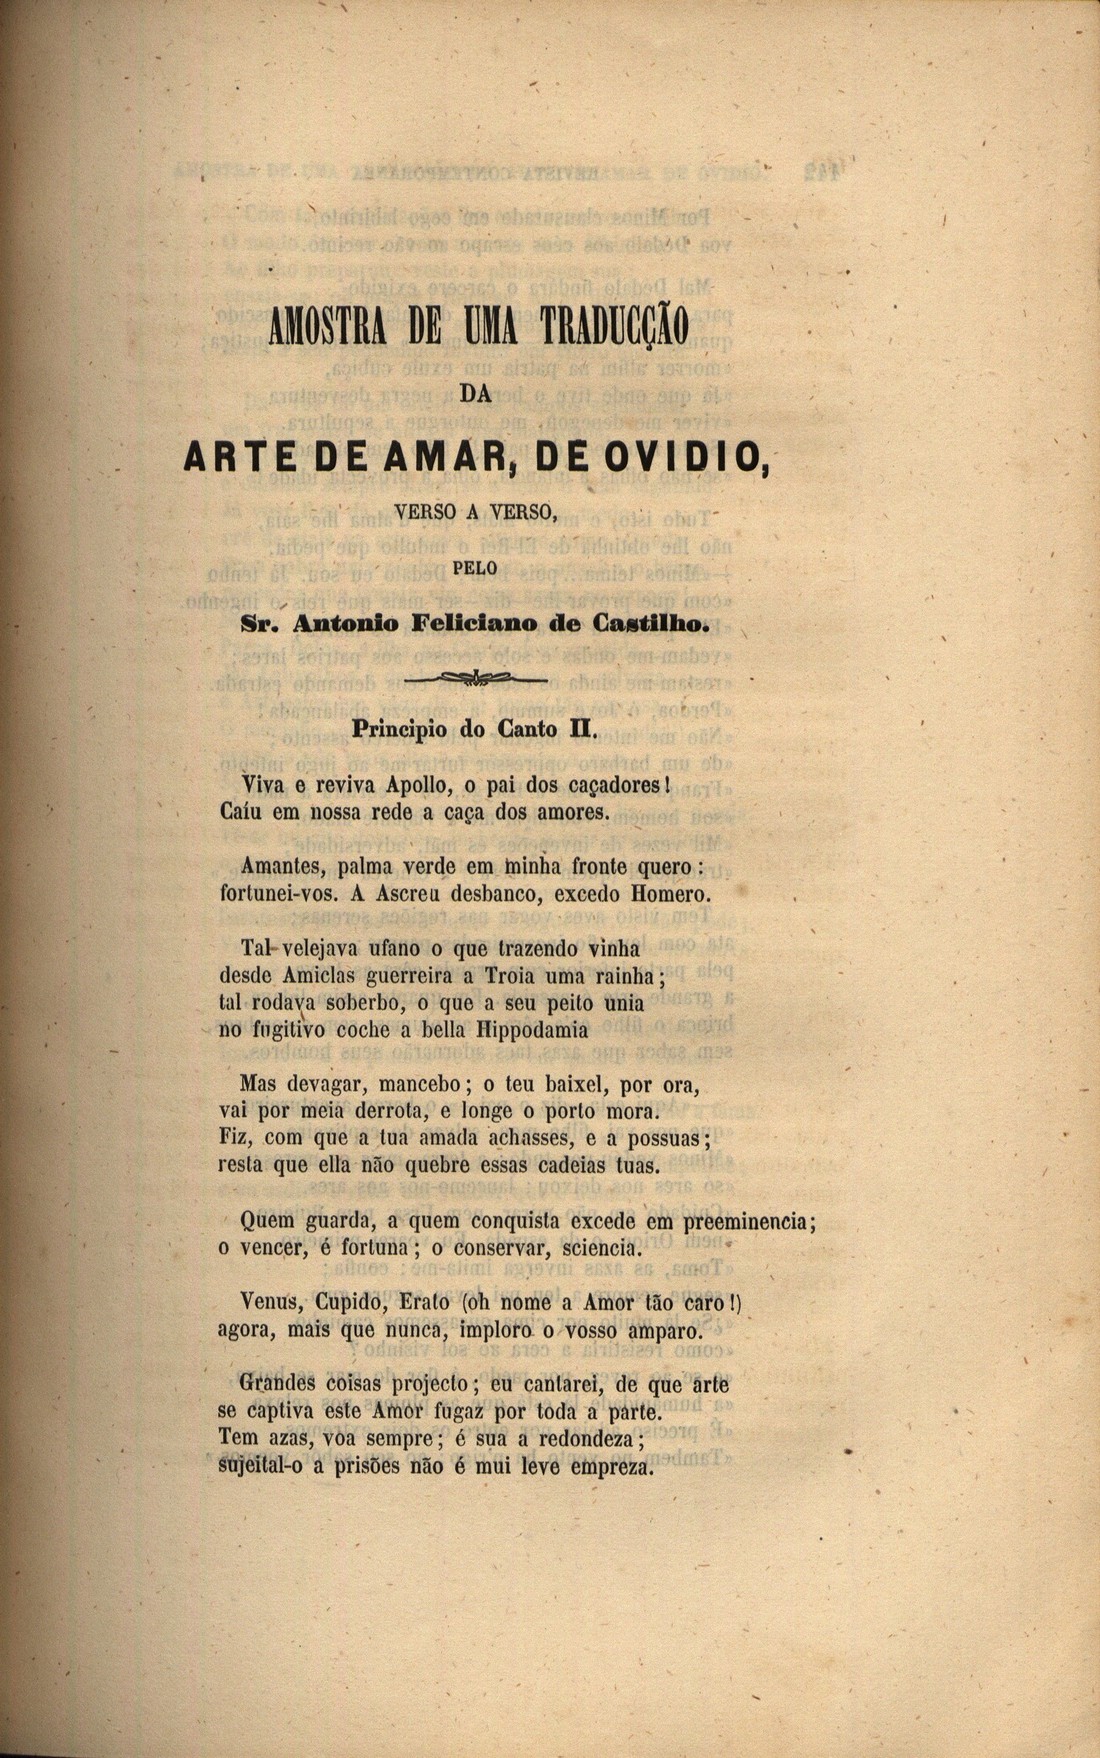 AMOSTRA DE UMA TRADUCÇÃO
DA
ARTE DE AMAR, DE OVIDIO,
VERSO A VERSO,
PELO
Sr. Antonio Feliciano de Castilho.
Principio do Canto II.
Viva e reviva Apollo, o pai dos caçadores!
Caíu em nossa rede a caça dos amores.
Amantes, palma verde em minha fronte quero:
fortunei-vos. A Ascreu desbanco, excedo Homero.
Tal velejava ufano o que trazendo vinha
desde Amiclas guerreira a Troia uma rainha;
tal rodava soberbo, o que a seu peito unia
no fugitivo coche a bella Hippodamia
Mas devagar, mancebo; o teu baixel, por ora,
vai por meia derrota, e longe o porto mora.
Fiz, com que a tua amada achasses, e a possuas;
resta que ella não quebre essas cadeias tuas.
Quem guarda, a quem conquista excede em preeminencia;
o vencer, é fortuna; o conservar, sciencia.
Venus, Cupido, Erato (oh nome a Amor tão caro!)
agora, mais que nunca, imploro o vosso amparo.
Grandes coisas projecto; eu cantarei, de que arte
se captiva este Amor fugaz por toda a parte.
Tem azas, voa sempre; é sua a redondeza;
sujeital-o a prisões não é mui leve empreza.